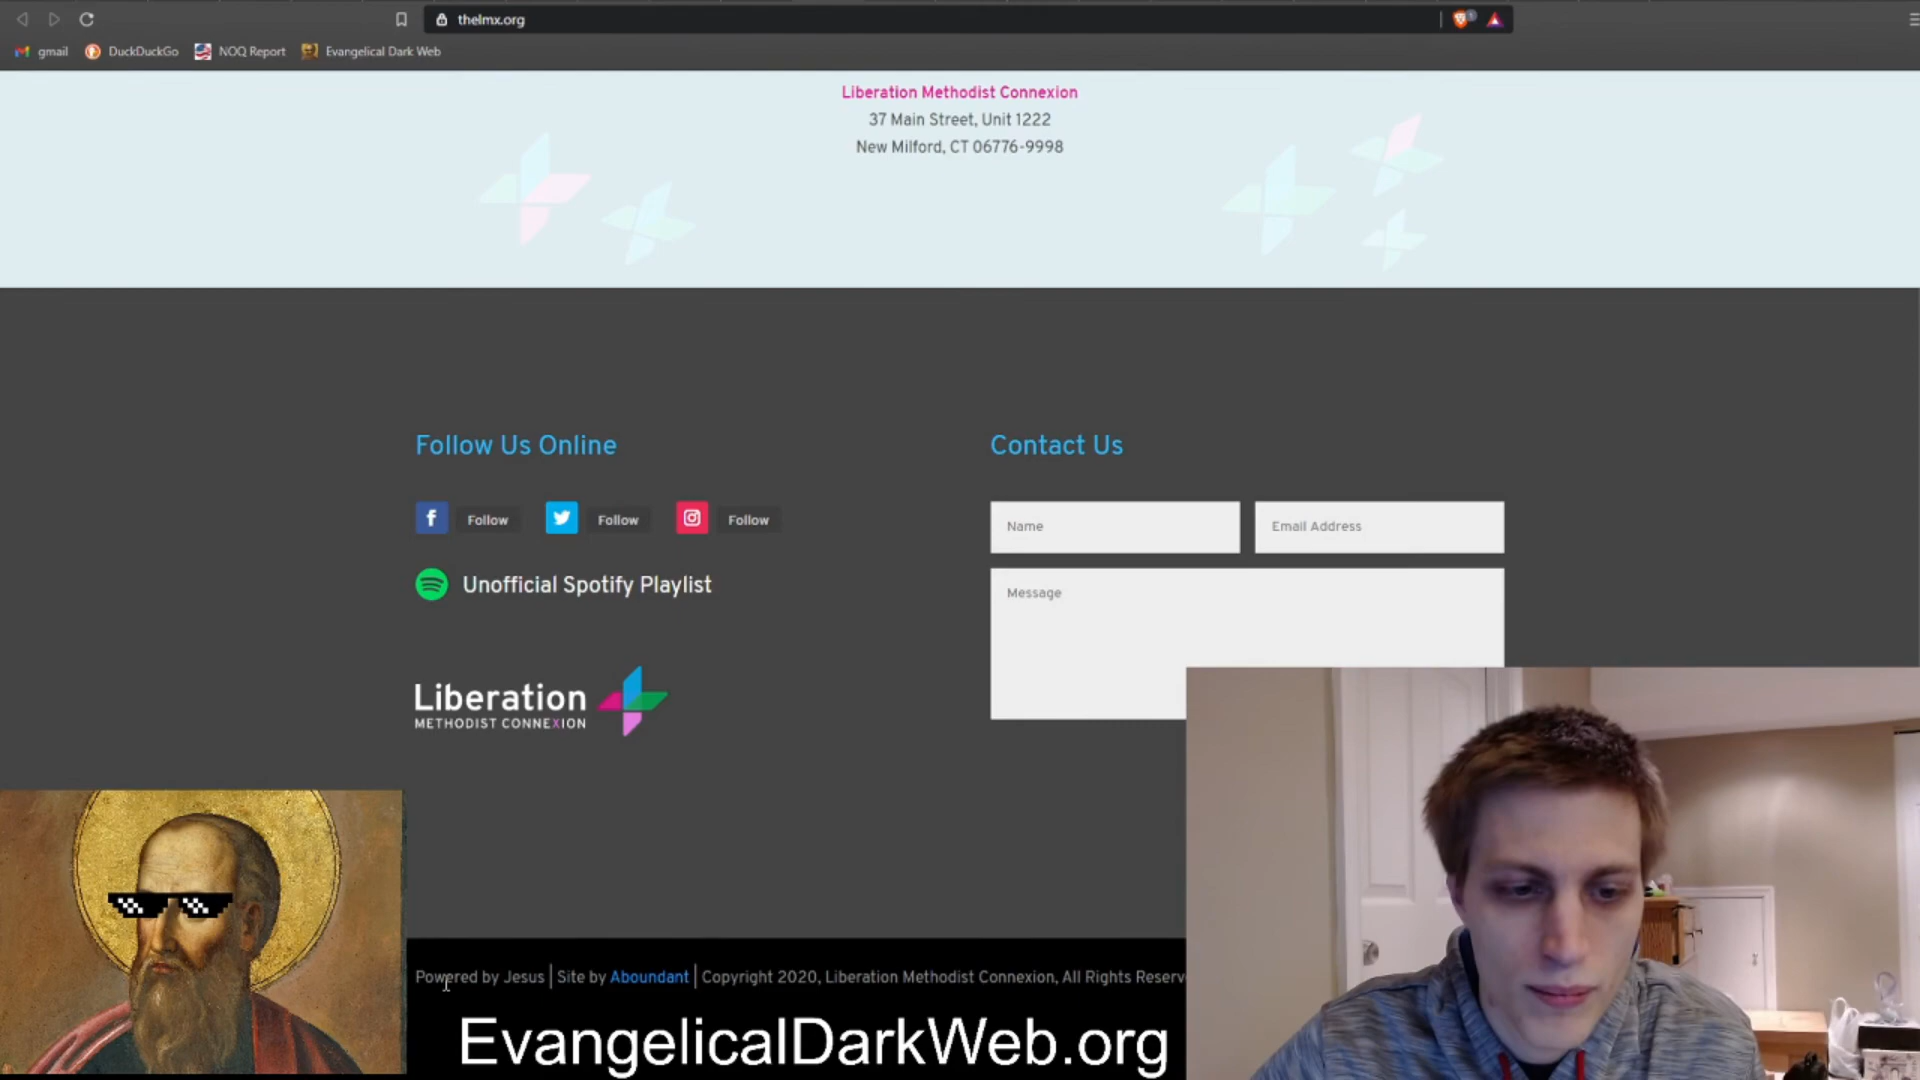 thelmx.org
gmail
DuckDuckGo
NOQ Report
Evangelical Dark Web
Liberation Methodist Connexion
37 Main Street, Unit 1222
New Milford, CT 06776-9998
Follow Us Online
Contact Us
Follow
Follow
Follow
Name
Email Address
Unofficial Spotify Playlist
Message
Liberation
METHODIST CONNEXION
Powered by Jesus | Site by Aboundant | Copyright 2020, Liberation Methodist Connexion, All Rights Reserv
EvangelicalDarkWeb.org